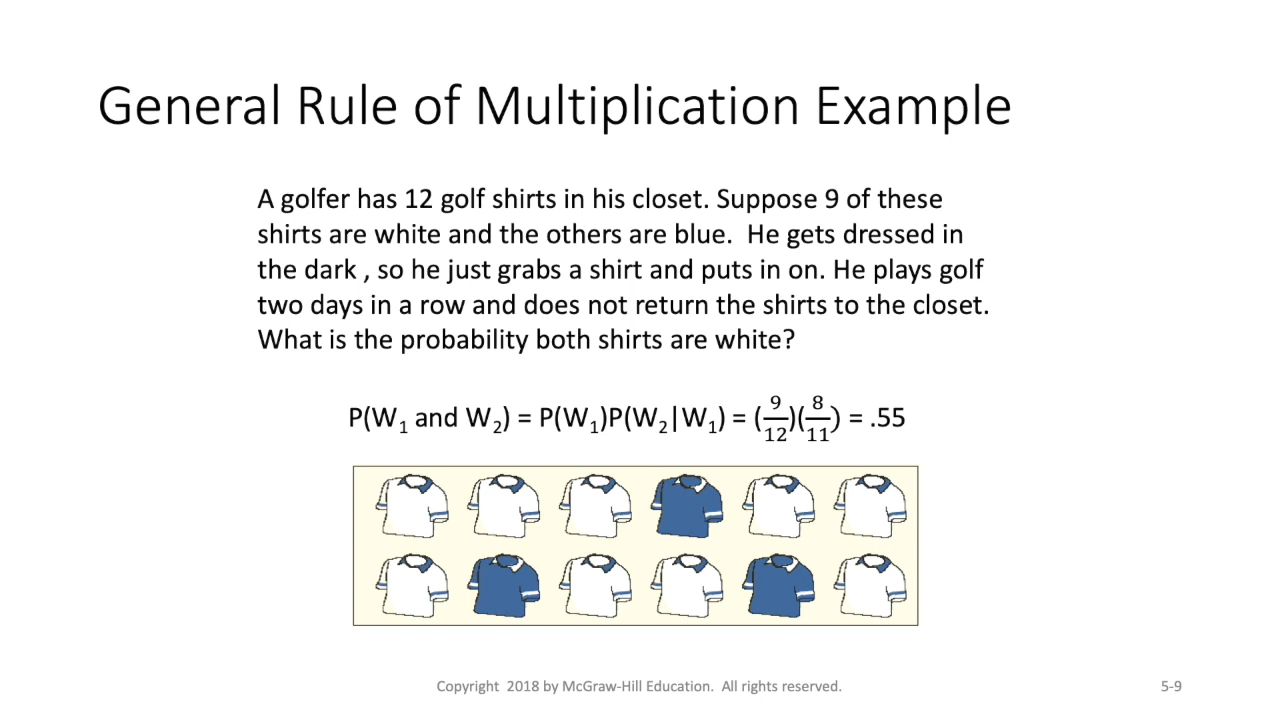 General Rule of Multiplication Example
A golfer has 12 golf shirts in his closet. Suppose 9 of these
shirts are white and the others are blue.  He gets dressed in
the dark , so he just grabs a shirt and puts in on. He plays golf
two days in a row and does not return the shirts to the closet.
What is the probability both shirts are white?
P(W₁ and W₂) = P(W₁)P(W₂|W₁) = (9/12)(8/11) = .55
Copyright  2018 by McGraw-Hill Education.  All rights reserved.
5-9